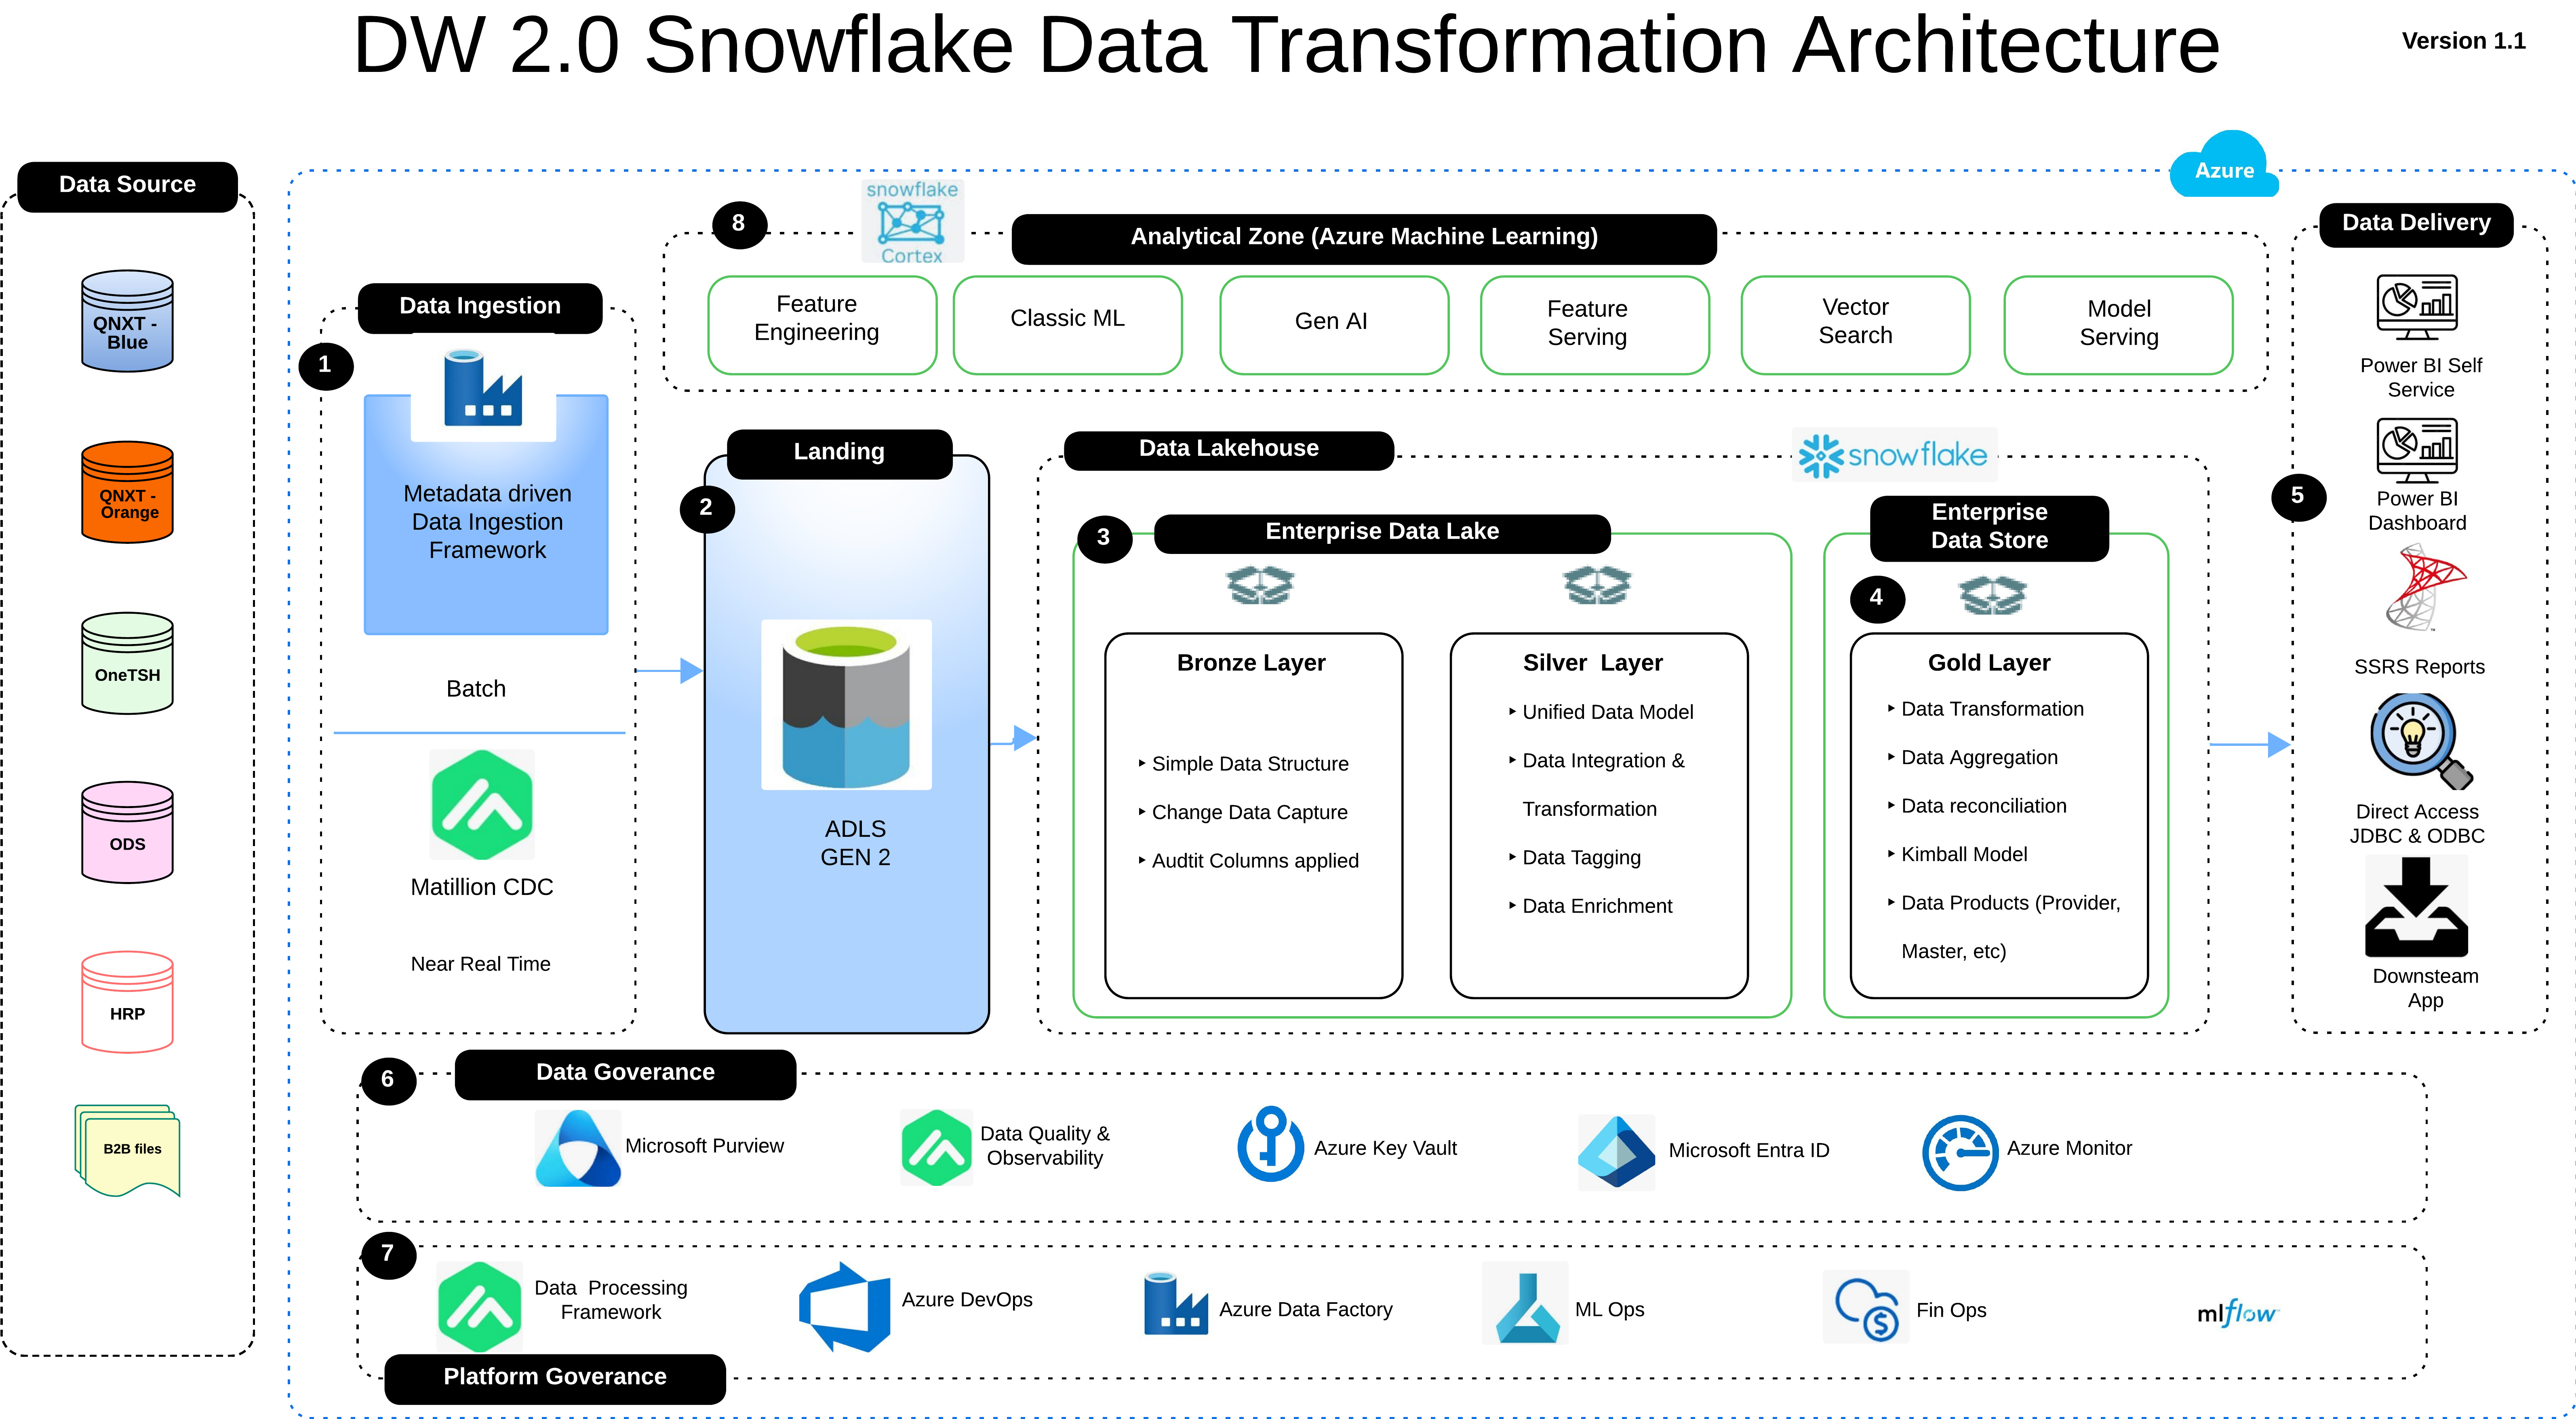 DW 2.0 Snowflake Data Transformation Architecture
Version 1.1
Data Source
QNXT -
Blue
QNXT -
Orange
OneTSH
ODS
HRP
B2B files
Azure
Data Ingestion
1
Metadata driven
Data Ingestion
Framework
Batch
Matillion CDC
Near Real Time
8
snowflake
Cortex
Analytical Zone (Azure Machine Learning)
Feature
Engineering
Classic ML
Gen AI
Feature
Serving
Vector
Search
Model
Serving
Landing
2
ADLS
GEN 2
Data Lakehouse
snowflake
3
Enterprise Data Lake
Bronze Layer
‣ Simple Data Structure
‣ Change Data Capture
‣ Audtit Columns applied
Silver  Layer
‣ Unified Data Model
‣ Data Integration &
Transformation
‣ Data Tagging
‣ Data Enrichment
Enterprise
Data Store
4
Gold Layer
‣ Data Transformation
‣ Data Aggregation
‣ Data reconciliation
‣ Kimball Model
‣ Data Products (Provider,
Master, etc)
Data Delivery
5
Power BI Self
Service
Power BI
Dashboard
SSRS Reports
Direct Access
JDBC & ODBC
Downsteam
App
6
Data Goverance
Microsoft Purview
Data Quality &
Observability
Azure Key Vault
Microsoft Entra ID
Azure Monitor
7
Data  Processing
Framework
Azure DevOps
Azure Data Factory
ML Ops
Fin Ops
mlflow
Platform Goverance